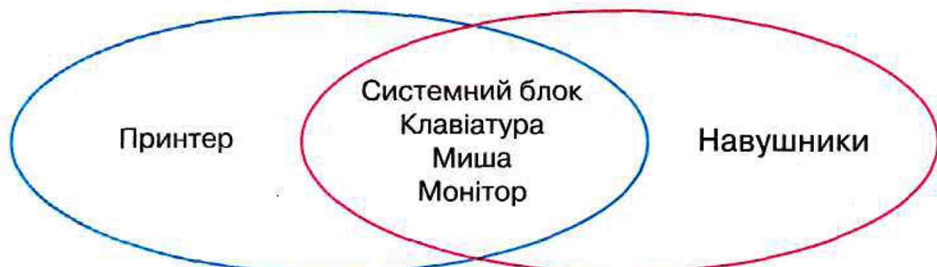 Принтер
Системний блок
Клавіатура
Миша
Монітор
Навушники